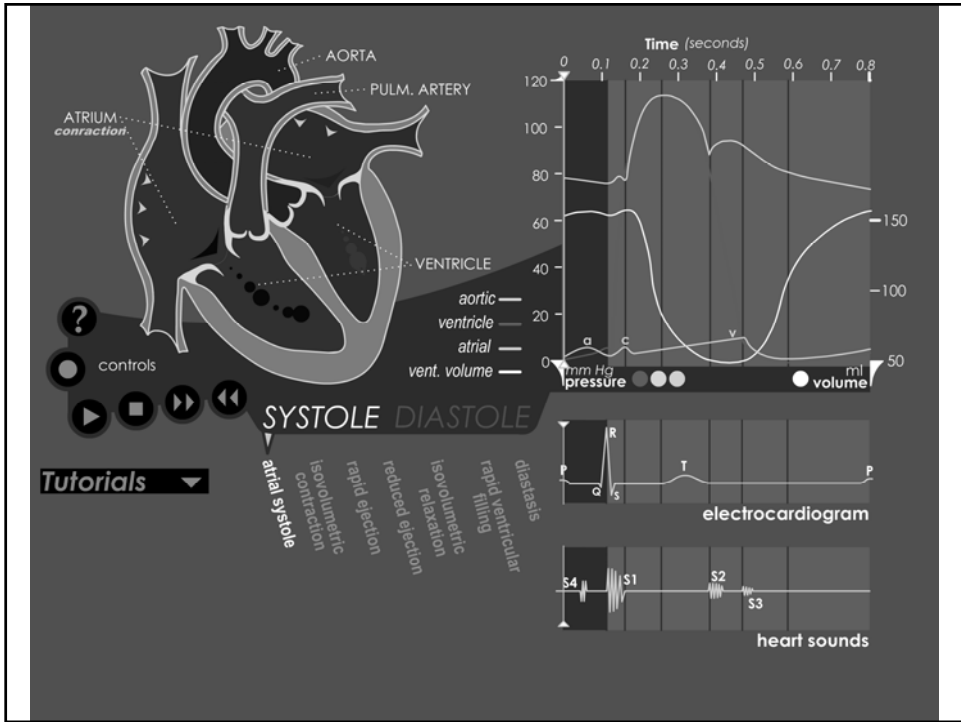 AORTA
PULM. ARTERY
ATRIUM
conraction
VENTRICLE
aortic
ventricle
atrial
vent. volume
?
controls
SYSTOLE DIASTOLE
Tutorials
atrial systole
isovolumetric
contraction
rapid ejection
reduced ejection
isovolumetric
relaxation
rapid ventricular
filling
diastasis
Time (seconds)
0 0.1 0.2 0.3 0.4 0.5 0.6 0.7 0.8
120
100
80
60
40
20
0
150
100
50
a c v
mm Hg ml
pressure volume
P Q R S T P
electrocardiogram
S4 S1 S2 S3
heart sounds